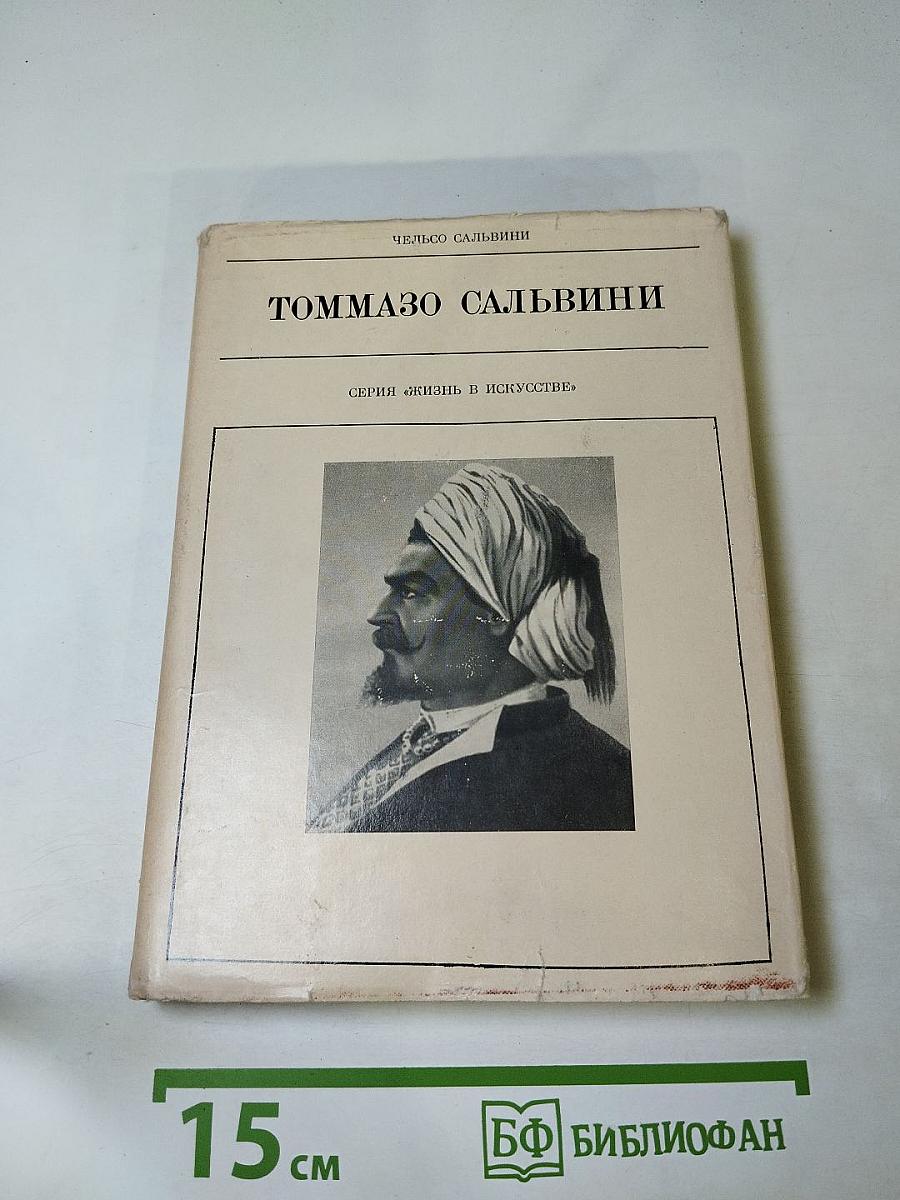 ЧЕЛЬСО САЛЬВИНИ
ТОММАЗО САЛЬВИНИ
СЕРИЯ «ЖИЗНЬ В ИСКУССТВЕ»
15 см
БФ БИБЛИОФАН